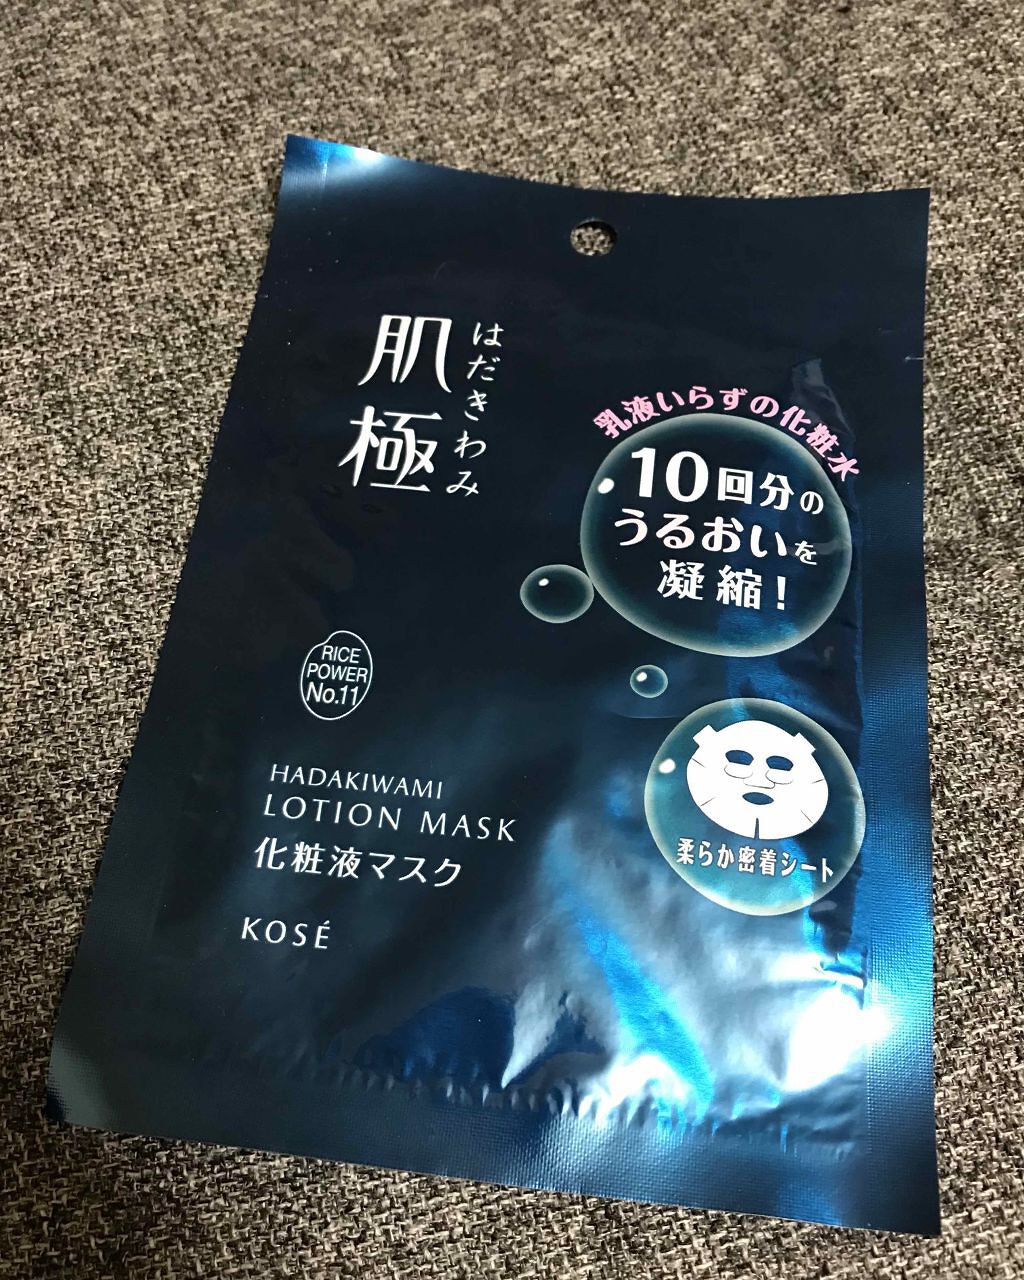 肌極
はだきわみ
乳液いらずの化粧水
10回分の
うるおいを
凝縮!
RICE
POWER
No.11
HADAKIWAMI
LOTION MASK
化粧液マスク
KOSÉ
柔らか密着シート